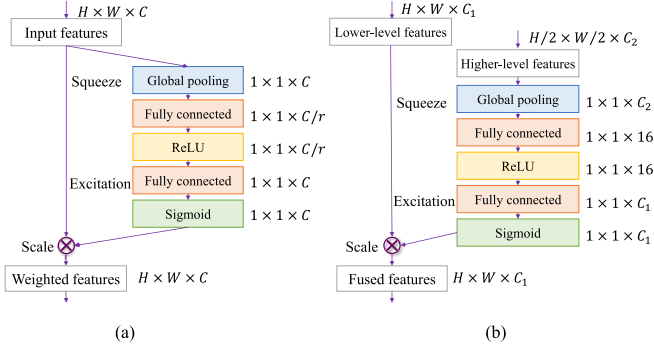 H × W × C
Input features
Squeeze
Global pooling
1 × 1 × C
Fully connected
1 × 1 × C/r
ReLU
1 × 1 × C/r
Excitation
Fully connected
1 × 1 × C
Sigmoid
1 × 1 × C
Scale
Weighted features
H × W × C
(a)
H × W × C₁
Lower-level features
H/2 × W/2 × C₂
Higher-level features
Squeeze
Global pooling
1 × 1 × C₂
Fully connected
1 × 1 × 16
ReLU
1 × 1 × 16
Excitation
Fully connected
1 × 1 × C₁
Sigmoid
1 × 1 × C₁
Scale
Fused features
H × W × C₁
(b)